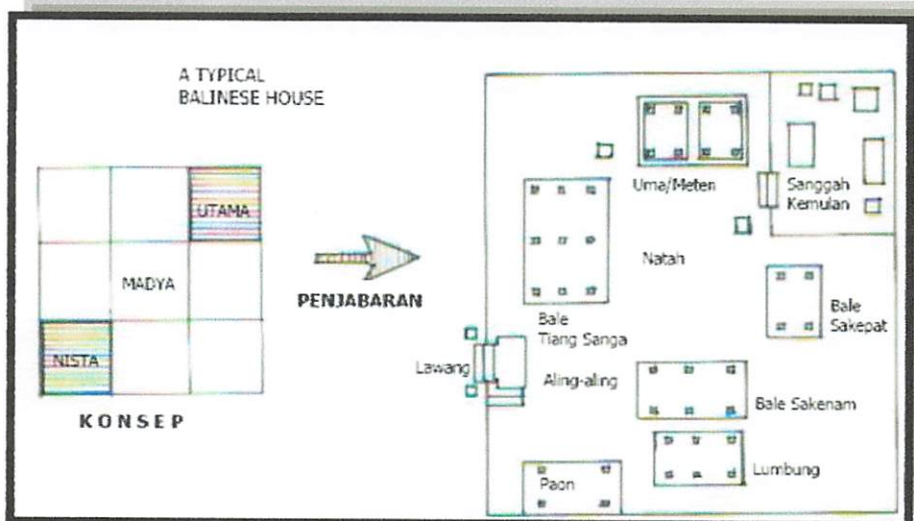 A TYPICAL
BALINESE HOUSE
UTAMA
MADYA
NISTA
KONSEP
PENJABARAN
Uma/Meten
Sanggah
Kemulan
Natah
Bale
Sakepat
Bale
Tiang Sanga
Lawang
Aling-aling
Bale Sakenam
Lumbung
Paon